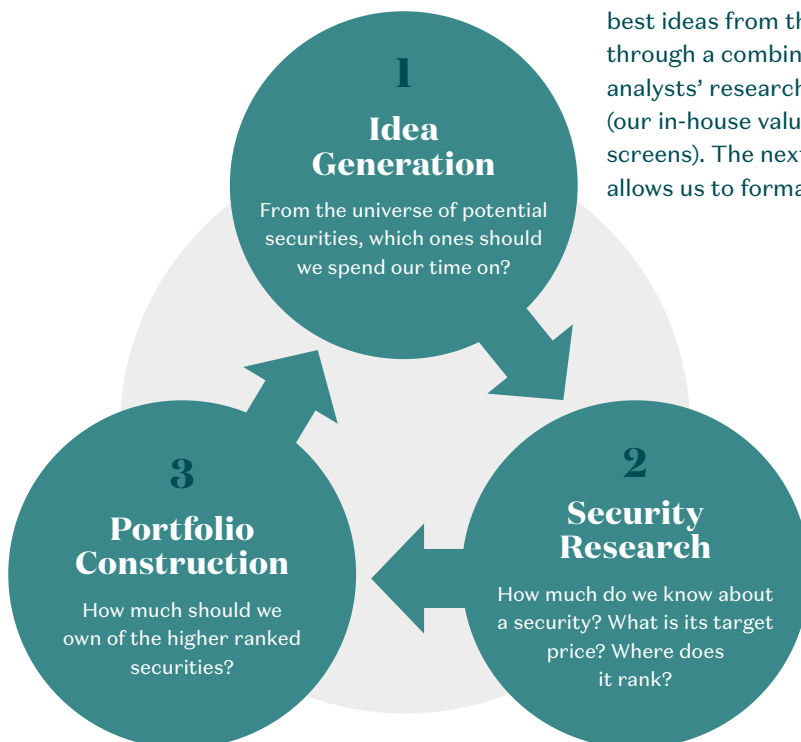 best ideas from th
through a combin
analysts’ research
(our in-house valu
screens). The next
allows us to forma
1
Idea
Generation
From the universe of potential
securities, which ones should
we spend our time on?
2
Security
Research
How much do we know about
a security? What is its target
price? Where does
it rank?
3
Portfolio
Construction
How much should we
own of the higher ranked
securities?